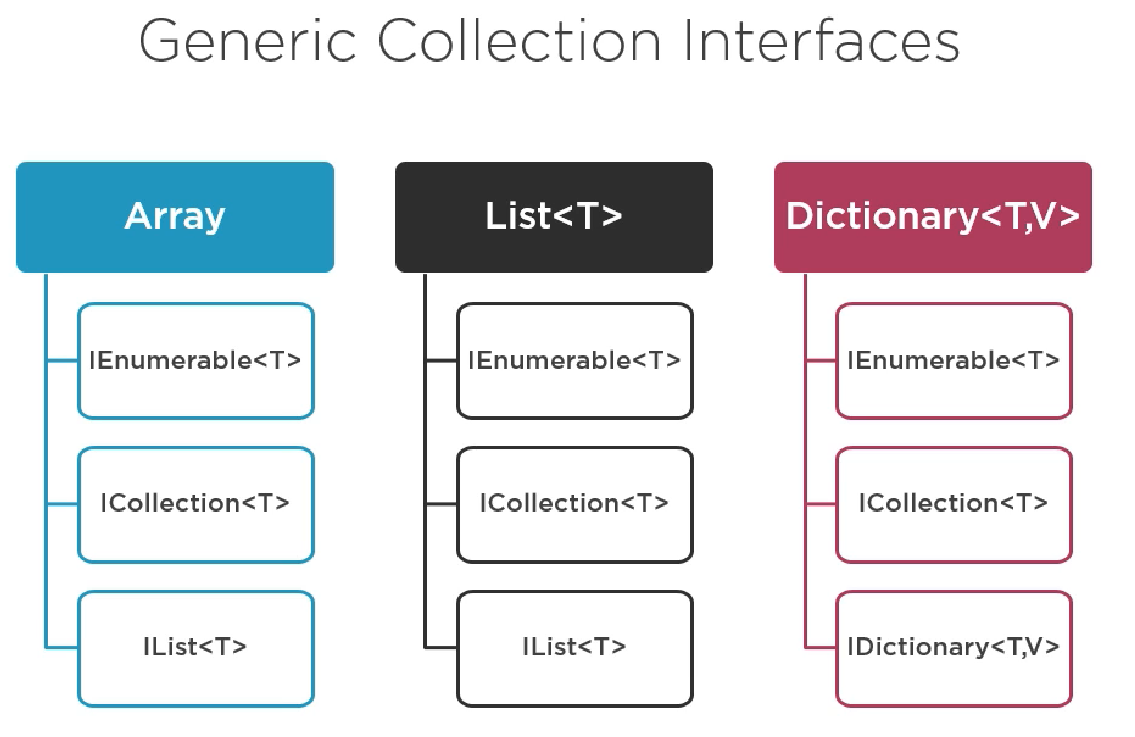 Generic Collection Interfaces
Array
IEnumerable<T>
ICollection<T>
IList<T>
List<T>
IEnumerable<T>
ICollection<T>
IList<T>
Dictionary<T,V>
IEnumerable<T>
ICollection<T>
IDictionary<T,V>